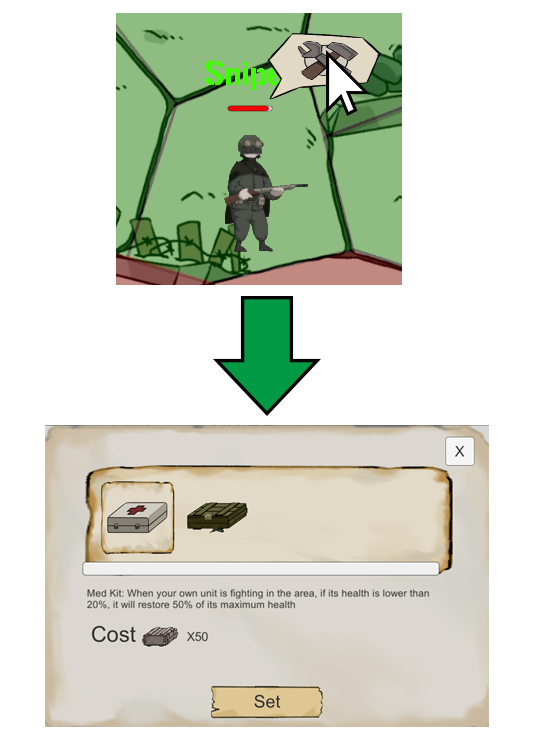 X
Med Kit: When your own unit is fighting in the area, if its health is lower than
20%, it will restore 50% of its maximum health
Cost X50
Set